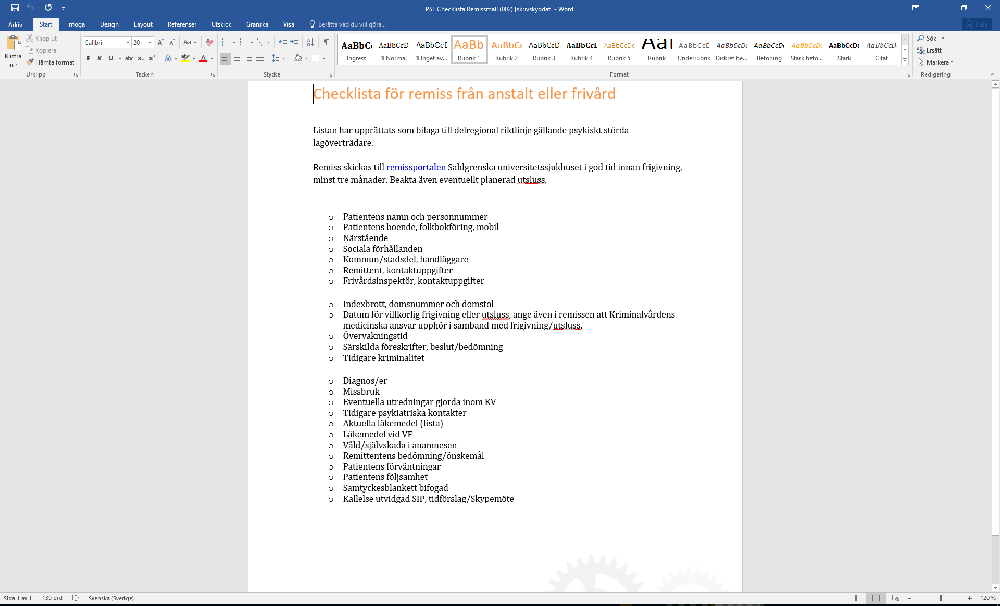 PSL Checklista Remissmall (002) [skrivskyddat] - Word
Arkiv Start Infoga Design Layout Referenser Utskick Granska Visa Berätta vad du vill göra... Dela
Klistra in
Klipp ut
Kopiera
Hämta format
Urklipp
Calibri 20
F K U abc
Tecken
Stycke
AaBbC AaBbCcD AaBbCcI AaBb AaBbCc AaBbCcD AaBbCcI AaBbCcDc AaI AaBbCcD AaBbCcDc AaBbCcDc AaBbCcDc AaBbCcDc AaBbCcD
Ingress ¶ Normal ¶ Inget av... Rubrik 1 Rubrik 2 Rubrik 3 Rubrik 4 Rubrik 5 Rubrik Underrubrik Diskret be... Betoning Stark beto... Stark Citat
Format
Sök
Ersätt
Markera
Redigering
Checklista för remiss från anstalt eller frivård
Listan har upprättats som bilaga till delregional riktlinje gällande psykiskt störda
lagöverträdare.
Remiss skickas till remissportalen Sahlgrenska universitetssjukhuset i god tid innan frigivning,
minst tre månader. Beakta även eventuellt planerad utsluss.
o Patientens namn och personnummer
o Patientens boende, folkbokföring, mobil
o Närstående
o Sociala förhållanden
o Kommun/stadsdel, handläggare
o Remittent, kontaktuppgifter
o Frivårdsinspektör, kontaktuppgifter
o Indexbrott, domsnummer och domstol
o Datum för villkorlig frigivning eller utsluss, ange även i remissen att Kriminalvårdens
medicinska ansvar upphör i samband med frigivning/utsluss.
o Övervakningstid
o Särskilda föreskrifter, beslut/bedömning
o Tidigare kriminalitet
o Diagnos/er
o Missbruk
o Eventuella utredningar gjorda inom KV
o Tidigare psykiatriska kontakter
o Aktuella läkemedel (lista)
o Läkemedel vid VF
o Våld/självskada i anamnesen
o Remittentens bedömning/önskemål
o Patientens förväntningar
o Patientens följsamhet
o Samtyckesblankett bifogad
o Kallelse utvidgad SIP, tidförslag/Skypemöte
Sida 1 av 1 139 ord Svenska (Sverige) 120 %